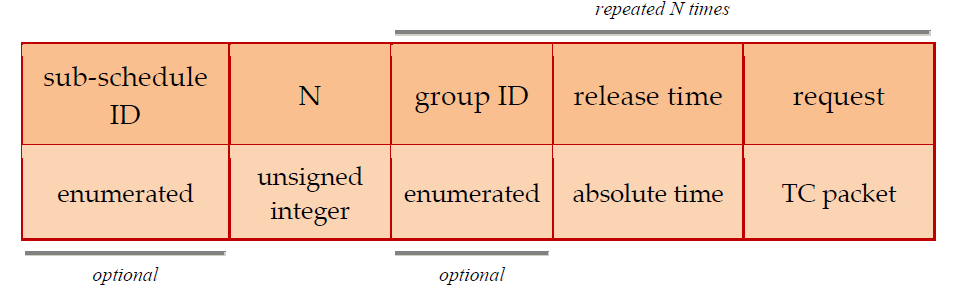 repeated N times
sub-schedule
ID
N
group ID
release time
request
enumerated
unsigned
integer
enumerated
absolute time
TC packet
optional
optional